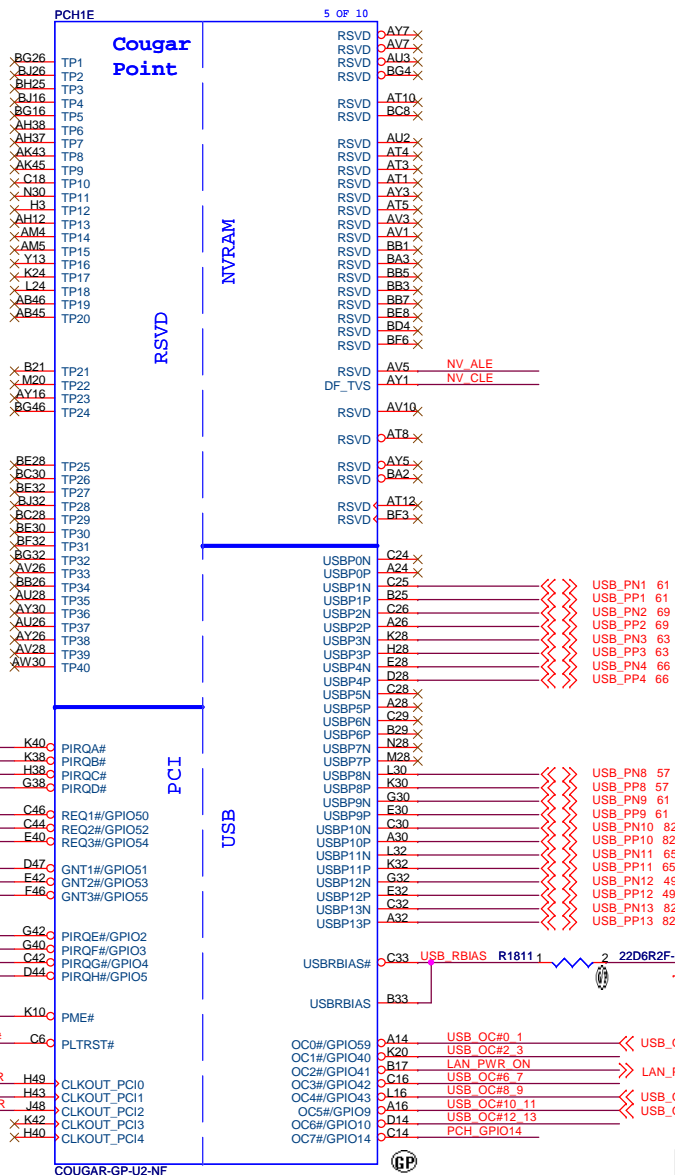 PCH1E 5 OF 10
Cougar
Point
BG26 TP1
BJ26 TP2
BH25 TP3
BJ16 TP4
BG16 TP5
AH38 TP6
AH37 TP7
AK43 TP8
AK45 TP9
C18 TP10
N30 TP11
H3 TP12
AH12 TP13
AM4 TP14
AM5 TP15
Y13 TP16
K24 TP17
L24 TP18
AB46 TP19
AB45 TP20
B21 TP21
M20 TP22
AY16 TP23
BG46 TP24
BE28 TP25
BC30 TP26
BE32 TP27
BJ32 TP28
BC28 TP29
BE30 TP30
BF32 TP31
BG32 TP32
AV26 TP33
BB26 TP34
AU28 TP35
AY30 TP36
AU26 TP37
AY26 TP38
AV28 TP39
AW30 TP40
RSVD
NVRAM
RSVD AY7
RSVD AV7
RSVD AU3
RSVD BG4
RSVD AT10
RSVD BC8
RSVD AU2
RSVD AT4
RSVD AT3
RSVD AT1
RSVD AY3
RSVD AT5
RSVD AV3
RSVD AV1
RSVD BB1
RSVD BA3
RSVD BB5
RSVD BB3
RSVD BB7
RSVD BE8
RSVD BD4
RSVD BF6
RSVD AV5 NV_ALE
DF_TVS AY1 NV_CLE
RSVD AV10
RSVD AT8
RSVD AY5
RSVD BA2
RSVD AT12
RSVD BF3
K40 PIRQA#
K38 PIRQB#
H38 PIRQC#
G38 PIRQD#
C46 REQ1#/GPIO50
C44 REQ2#/GPIO52
E40 REQ3#/GPIO54
D47 GNT1#/GPIO51
E42 GNT2#/GPIO53
F46 GNT3#/GPIO55
G42 PIRQE#/GPIO2
G40 PIRQF#/GPIO3
C42 PIRQG#/GPIO4
D44 PIRQH#/GPIO5
K10 PME#
C6 PLTRST#
H49 CLKOUT_PCI0
H43 CLKOUT_PCI1
J48 CLKOUT_PCI2
K42 CLKOUT_PCI3
H40 CLKOUT_PCI4
PCI
USB
USBP0N C24
USBP0P A24
USBP1N C25 USB_PN1 61
USBP1P B25 USB_PP1 61
USBP2N C26 USB_PN2 69
USBP2P A26 USB_PP2 69
USBP3N K28 USB_PN3 63
USBP3P H28 USB_PP3 63
USBP4N E28 USB_PN4 66
USBP4P D28 USB_PP4 66
USBP5N C28
USBP5P A28
USBP6N C29
USBP6P B29
USBP7N N28
USBP7P M28
USBP8N L30 USB_PN8 57
USBP8P K30 USB_PP8 57
USBP9N G30 USB_PN9 61
USBP9P E30 USB_PP9 61
USBP10N C30 USB_PN10 82
USBP10P A30 USB_PP10 82
USBP11N L32 USB_PN11 65
USBP11P K32 USB_PP11 65
USBP12N G32 USB_PN12 49
USBP12P E32 USB_PP12 49
USBP13N C32 USB_PN13 82
USBP13P A32 USB_PP13 82
USBRBIAS# C33 USB_RBIAS R1811 1 2 22D6R2F-
USBRBIAS B33
OC0#/GPIO59 A14 USB_OC#0_1
OC1#/GPIO40 K20 USB_OC#2_3
OC2#/GPIO41 B17 LAN_PWR_ON
OC3#/GPIO42 C16 USB_OC#6_7
OC4#/GPIO43 L16 USB_OC#8_9
OC5#/GPIO9 A16 USB_OC#10_11
OC6#/GPIO10 D14 USB_OC#12_13
OC7#/GPIO14 C14 PCH_GPIO14
GP
COUGAR-GP-U2-NF